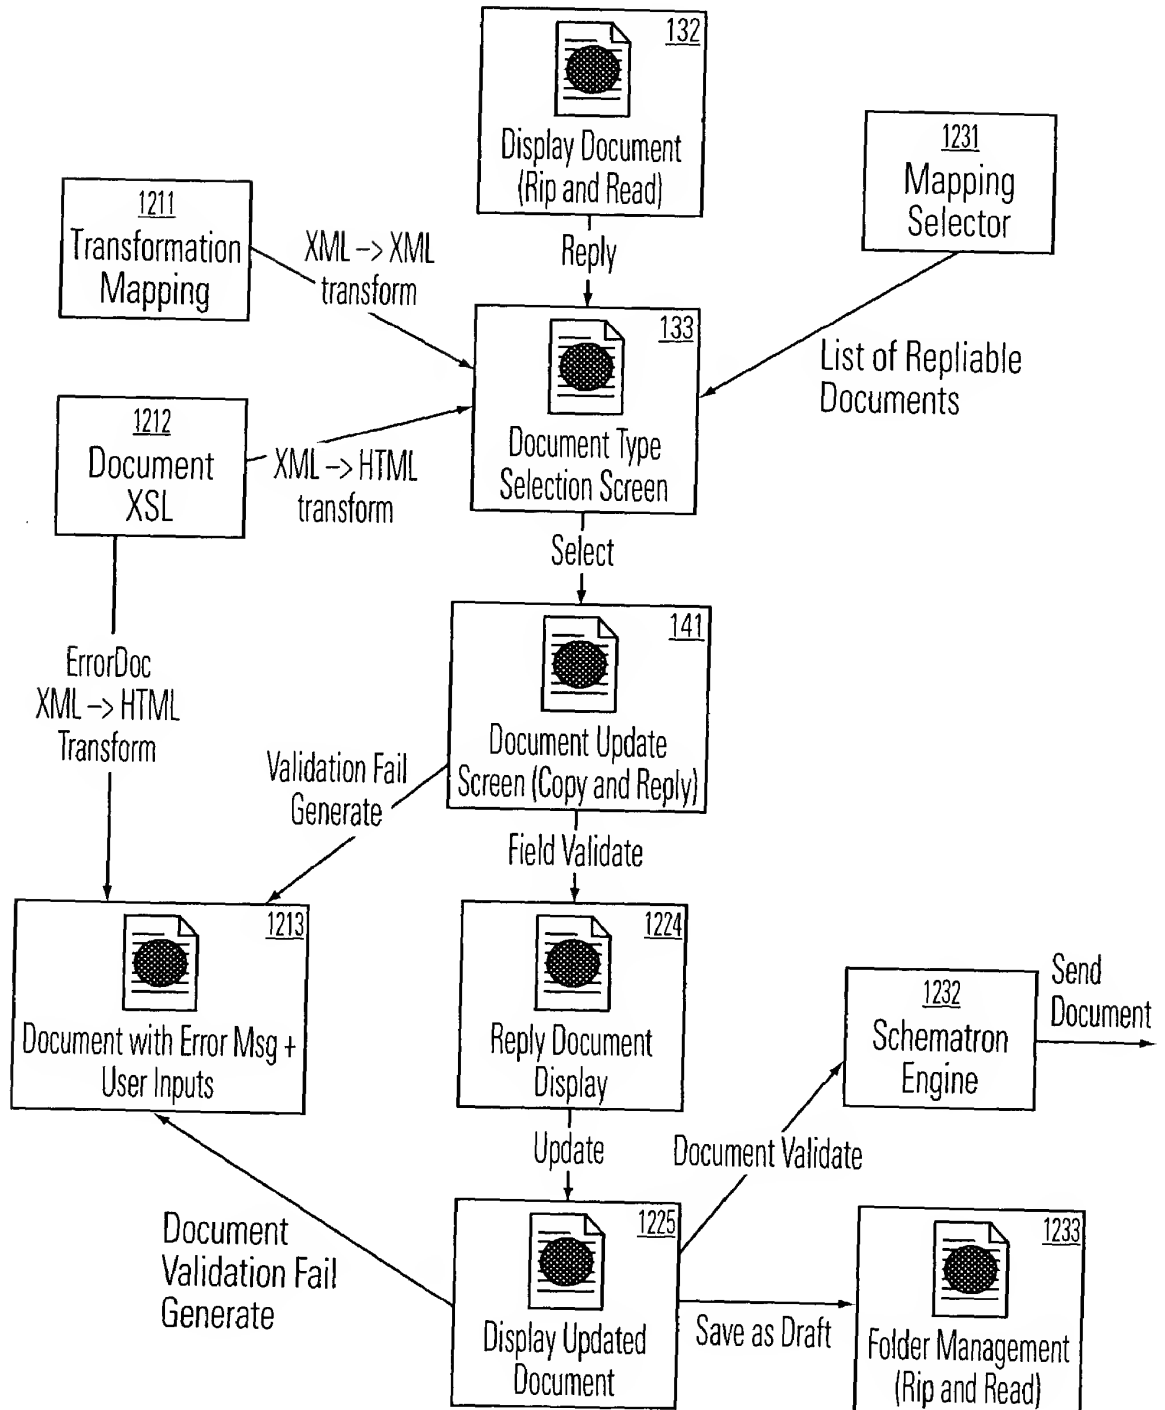 132
Display Document
(Rip and Read)
1231
Mapping
Selector
1211
Transformation
Mapping
XML -> XML
transform
Reply
133
Document Type
Selection Screen
List of Repliable
Documents
1212
Document
XSL
XML -> HTML
transform
Select
141
Document Update
Screen (Copy and Reply)
ErrorDoc
XML -> HTML
Transform
Validation Fail
Generate
Field Validate
1213
Document with Error Msg +
User Inputs
1224
Reply Document
Display
1232
Schematron
Engine
Send
Document
Update
Document Validate
Document
Validation Fail
Generate
1225
Display Updated
Document
Save as Draft
1233
Folder Management
(Rip and Read)